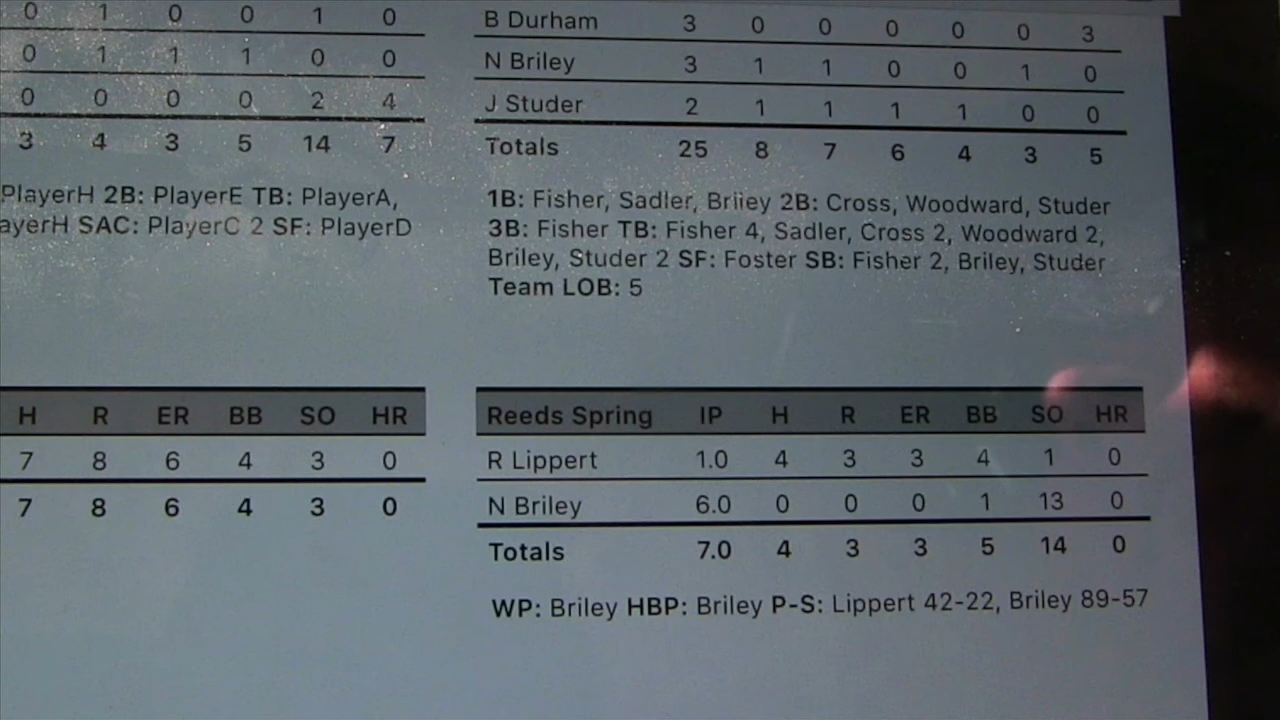 0 1 0 0 1 0
0 1 1 1 0 0
0 0 0 0 2 4
3 4 3 5 14 7
PlayerH 2B: PlayerE TB: PlayerA,
ayerH SAC: PlayerC 2 SF: PlayerD
B Durham 3 0 0 0 0 0 3
N Briley 3 1 1 0 0 1 0
J Studer 2 1 1 1 1 0 0
Totals 25 8 7 6 4 3 5
1B: Fisher, Sadler, Briley 2B: Cross, Woodward, Studer
3B: Fisher TB: Fisher 4, Sadler, Cross 2, Woodward 2,
Briley, Studer 2 SF: Foster SB: Fisher 2, Briley, Studer
Team LOB: 5
H R ER BB SO HR
7 8 6 4 3 0
7 8 6 4 3 0
Reeds Spring IP H R ER BB SO HR
R Lippert 1.0 4 3 3 4 1 0
N Briley 6.0 0 0 0 1 13 0
Totals 7.0 4 3 3 5 14 0
WP: Briley HBP: Briley P-S: Lippert 42-22, Briley 89-57